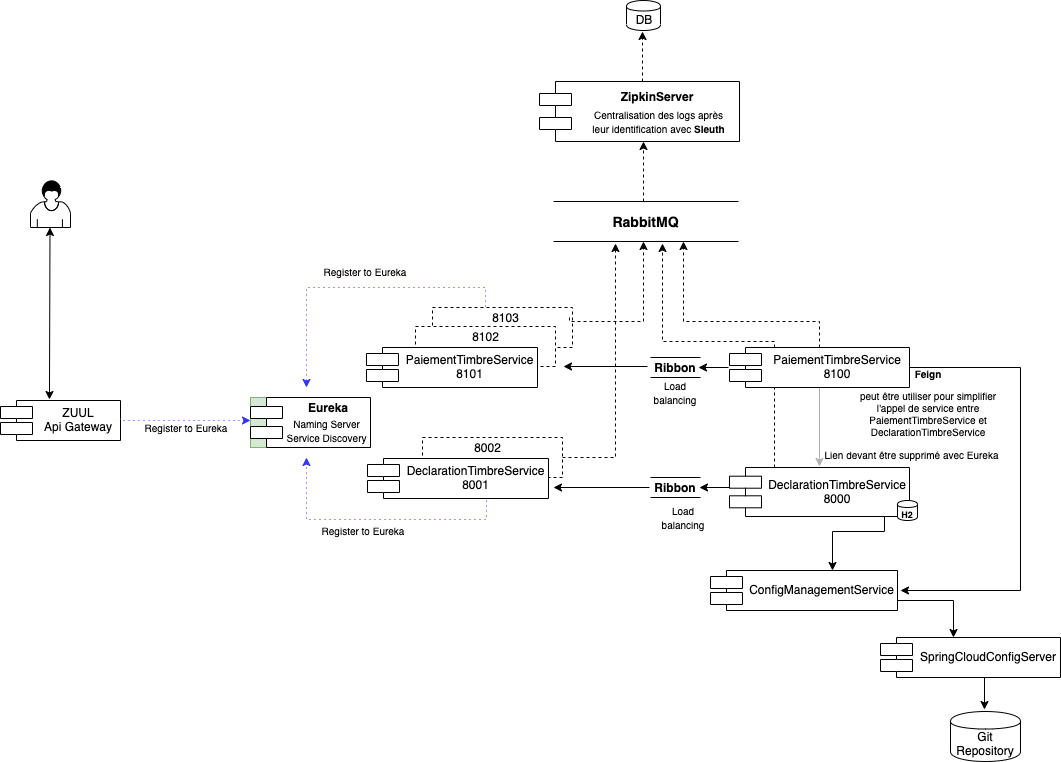 DB
ZipkinServer
Centralisation des logs après
leur identification avec Sleuth
RabbitMQ
Register to Eureka
8103
8102
PaiementTimbreService
8101
Ribbon
Load
balancing
PaiementTimbreService
8100
Feign
peut être utiliser pour simplifier
l'appel de service entre
PaiementTimbreService et
DeclarationTimbreService
ZUUL
Api Gateway
Register to Eureka
Eureka
Naming Server
Service Discovery
8002
DeclarationTimbreService
8001
Ribbon
Load
balancing
Lien devant être supprimé avec Eureka
DeclarationTimbreService
8000
H2
Register to Eureka
ConfigManagementService
SpringCloudConfigServer
Git
Repository